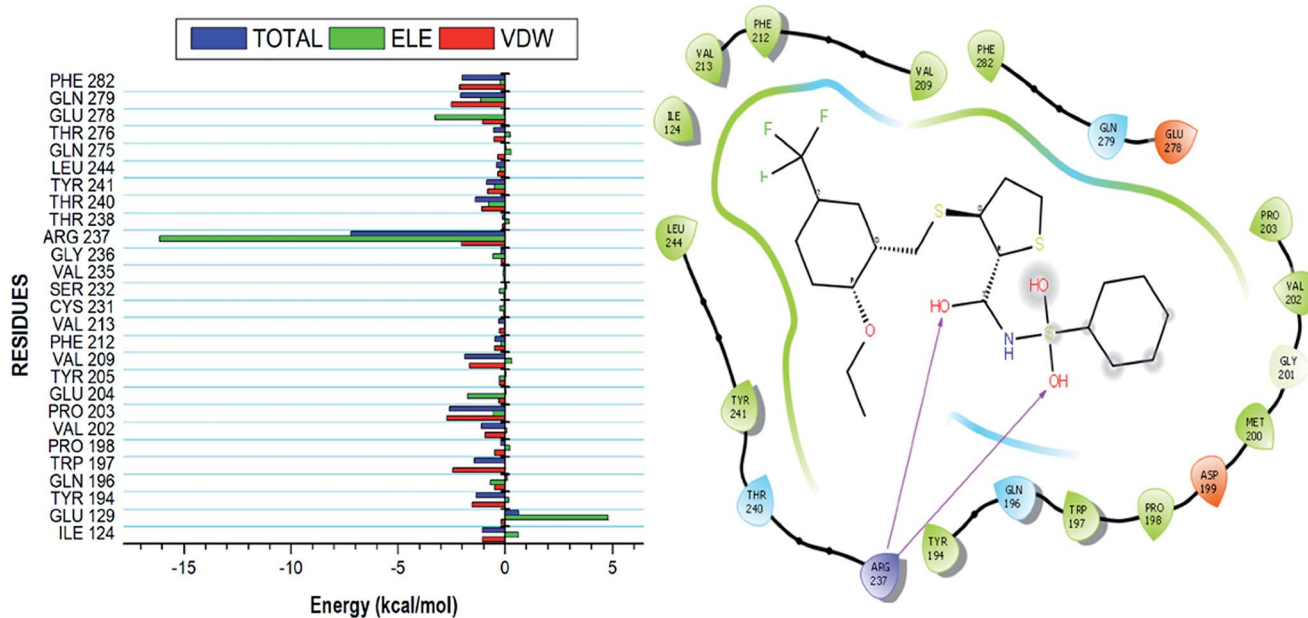 TOTAL ELE VDW
PHE 282
GLN 279
GLU 278
THR 276
GLN 275
LEU 244
TYR 241
THR 240
THR 238
ARG 237
GLY 236
VAL 235
SER 232
CYS 231
VAL 213
PHE 212
VAL 209
TYR 205
GLU 204
PRO 203
VAL 202
PRO 198
TRP 197
GLN 196
TYR 194
GLU 129
ILE 124
RESIDUES
-15 -10 -5 0 5
Energy (kcal/mol)
PHE
212
VAL
213
VAL
209
PHE
282
ILE
124
GLN
279
GLU
278
F
F
F
S
S
HO
HO
N
H
S
OH
O
LEU
244
PRO
203
VAL
202
GLY
201
MET
200
ASP
199
PRO
198
TRP
197
GLN
196
TYR
194
ARG
237
THR
240
TYR
241